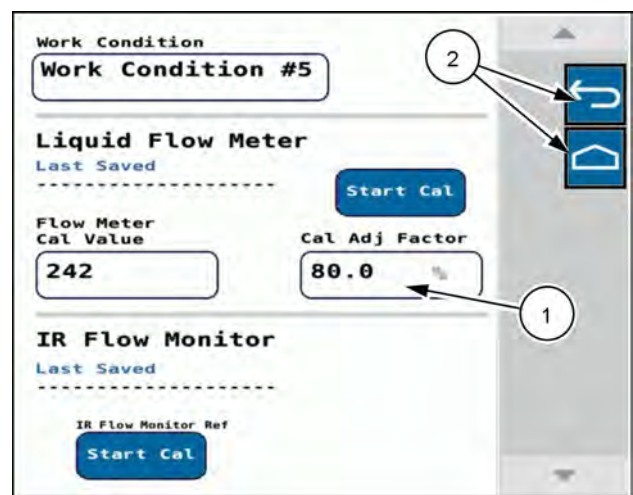 Work Condition
Work Condition #5
2
Liquid Flow Meter
Last Saved
--------------------
Start Cal
Flow Meter
Cal Value
Cal Adj Factor
242
80.0 %
1
IR Flow Monitor
Last Saved
--------------------
IR Flow Monitor Ref
Start Cal